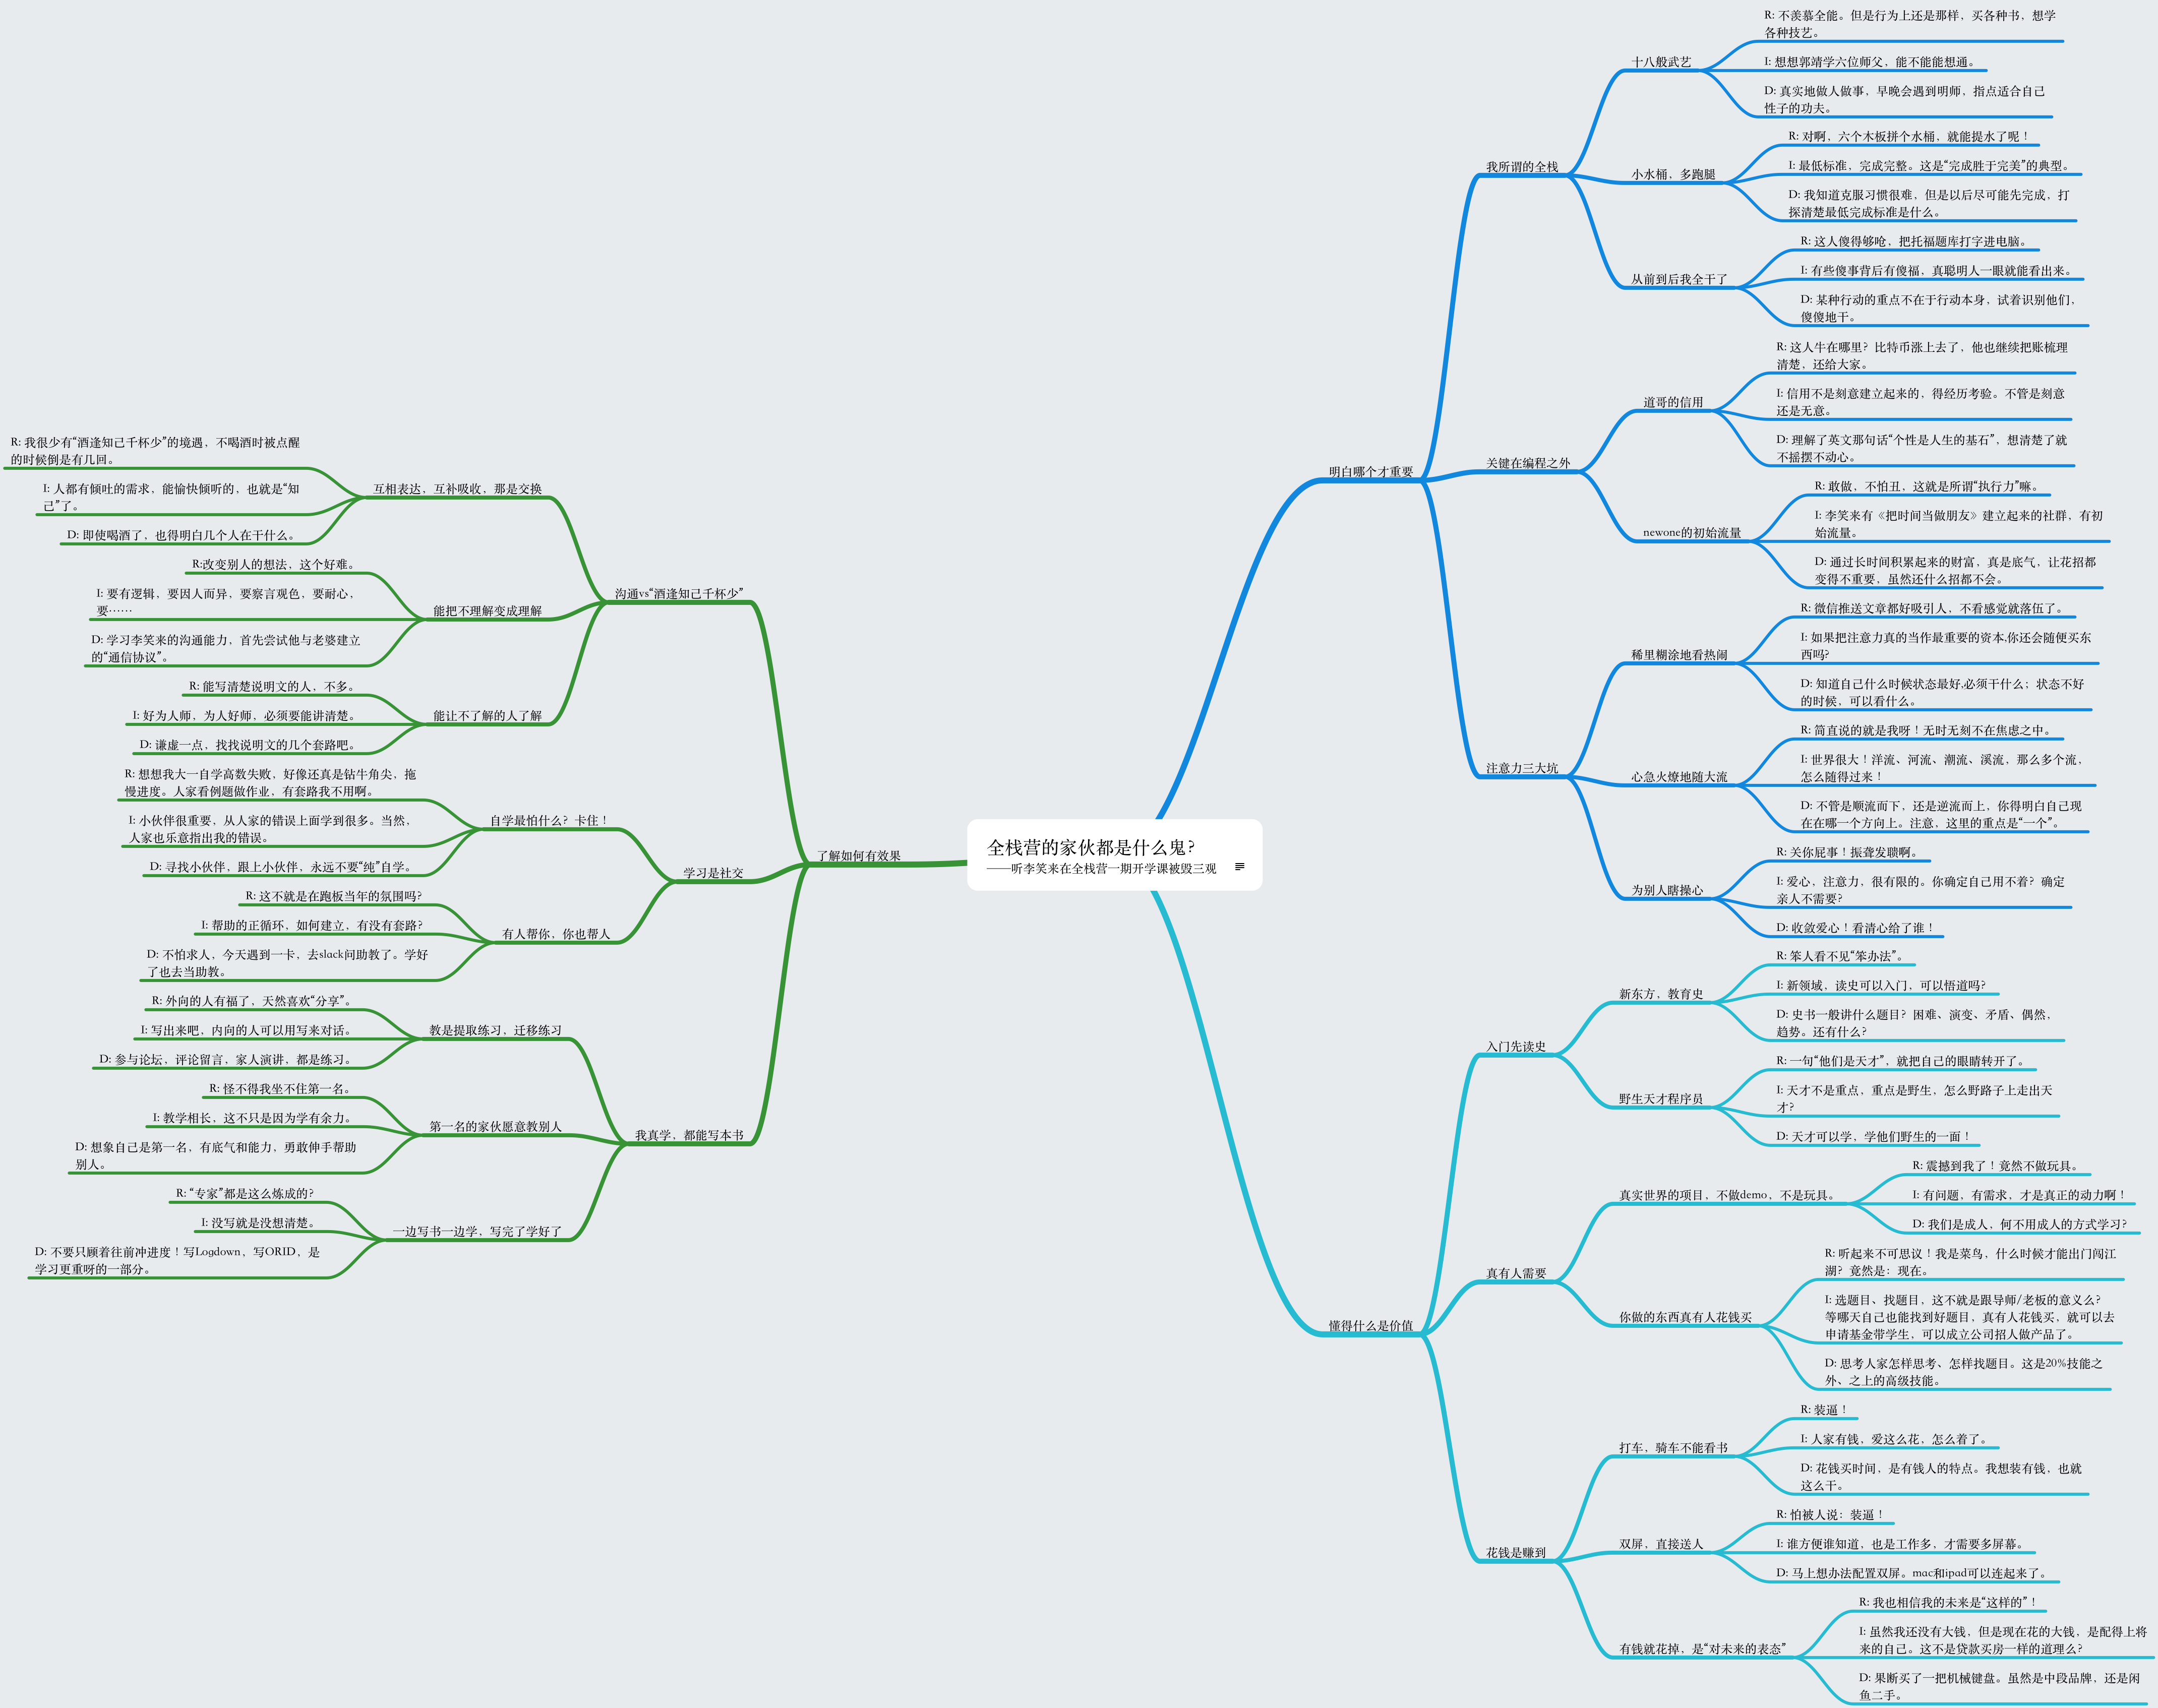 全栈营的家伙都是什么鬼?
——听李笑来在全栈营一期开学课被毁三观
明白哪个才重要
我所谓的全栈
十八般武艺
R: 不羡慕全能。但是行为上还是那样，买各种书，想学
各种技艺。
I: 想想郭靖学六位师父，能不能能想通。
D: 真实地做人做事，早晚会遇到明师，指点适合自己
性子的功夫。
小水桶，多跑腿
R: 对啊，六个木板拼个水桶，就能提水了呢！
I: 最低标准，完成完整。这是“完成胜于完美”的典型。
D: 我知道克服习惯很难，但是以后尽可能先完成，打
探清楚最低完成标准是什么。
从前到后我全干了
R: 这人傻得够呛，把托福题库打字进电脑。
I: 有些傻事背后有傻福，真聪明人一眼就能看出来。
D: 某种行动的重点不在于行动本身，试着识别他们，
傻傻地干。
关键在编程之外
道哥的信用
R: 这人牛在哪里？比特币涨上去了，他也继续把账梳理
清楚，还给大家。
I: 信用不是刻意建立起来的，得经历考验。不管是刻意
还是无意。
D: 理解了英文那句话“个性是人生的基石”，想清楚了就
不摇摆不动心。
newone的初始流量
R: 敢做，不怕丑，这就是所谓“执行力”嘛。
I: 李笑来有《把时间当做朋友》建立起来的社群，有初
始流量。
D: 通过长时间积累起来的财富，真是底气，让花招都
变得不重要，虽然还什么招都不会。
注意力三大坑
稀里糊涂地看热闹
R: 微信推送文章都好吸引人，不看感觉就落伍了。
I: 如果把注意力真的当作最重要的资本,你还会随便买东
西吗?
D: 知道自己什么时候状态最好,必须干什么；状态不好
的时候，可以看什么。
心急火燎地随大流
R: 简直说的就是我呀！无时无刻不在焦虑之中。
I: 世界很大！洋流、河流、潮流、溪流，那么多个流，
怎么随得过来！
D: 不管是顺流而下，还是逆流而上，你得明白自己现
在在哪一个方向上。注意，这里的重点是“一个”。
为别人瞎操心
R: 关你屁事！振聋发聩啊。
I: 爱心，注意力，很有限的。你确定自己用不着？确定
亲人不需要?
D: 收敛爱心！看清心给了谁！
懂得什么是价值
入门先读史
新东方，教育史
R: 笨人看不见“笨办法”。
I: 新领域，读史可以入门，可以悟道吗?
D: 史书一般讲什么题目？困难、演变、矛盾、偶然，
趋势。还有什么?
野生天才程序员
R: 一句“他们是天才”，就把自己的眼睛转开了。
I: 天才不是重点，重点是野生，怎么野路子上走出天
才?
D: 天才可以学，学他们野生的一面！
真有人需要
真实世界的项目，不做demo，不是玩具。
R: 震撼到我了！竟然不做玩具。
I: 有问题，有需求，才是真正的动力啊！
D: 我们是成人，何不用成人的方式学习?
你做的东西真有人花钱买
R: 听起来不可思议！我是菜鸟，什么时候才能出门闯江
湖？竟然是：现在。
I: 选题目、找题目，这不就是跟导师/老板的意义么?
等哪天自己也能找到好题目，真有人花钱买，就可以去
申请基金带学生，可以成立公司招人做产品了。
D: 思考人家怎样思考、怎样找题目。这是20%技能之
外、之上的高级技能。
花钱是赚到
打车，骑车不能看书
R: 装逼！
I: 人家有钱，爱这么花，怎么着了。
D: 花钱买时间，是有钱人的特点。我想装有钱，也就
这么干。
双屏，直接送人
R: 怕被人说：装逼！
I: 谁方便谁知道，也是工作多，才需要多屏幕。
D: 马上想办法配置双屏。mac和ipad可以连起来了。
有钱就花掉，是“对未来的表态”
R: 我也相信我的未来是“这样的”！
I: 虽然我还没有大钱，但是现在花的大钱，是配得上将
来的自己。这不是贷款买房一样的道理么?
D: 果断买了一把机械键盘。虽然是中段品牌，还是闲
鱼二手。
了解如何有效果
沟通vs“酒逢知己千杯少”
互相表达，互补吸收，那是交换
R: 我很少有“酒逢知己千杯少”的境遇，不喝酒时被点醒
的时候倒是有几回。
I: 人都有倾吐的需求，能愉快倾听的，也就是“知
己”了。
D: 即使喝酒了，也得明白几个人在干什么。
能把不理解变成理解
R:改变别人的想法，这个好难。
I: 要有逻辑，要因人而异，要察言观色，要耐心，
要……
D: 学习李笑来的沟通能力，首先尝试他与老婆建立
的“通信协议”。
能让不了解的人了解
R: 能写清楚说明文的人，不多。
I: 好为人师，为人好师，必须要能讲清楚。
D: 谦虚一点，找找说明文的几个套路吧。
学习是社交
自学最怕什么？卡住！
R: 想想我大一自学高数失败，好像还真是钻牛角尖，拖
慢进度。人家看例题做作业，有套路我不用啊。
I: 小伙伴很重要，从人家的错误上面学到很多。当然，
人家也乐意指出我的错误。
D: 寻找小伙伴，跟上小伙伴，永远不要“纯”自学。
有人帮你，你也帮人
R: 这不就是在跑板当年的氛围吗?
I: 帮助的正循环，如何建立，有没有套路?
D: 不怕求人，今天遇到一卡，去slack问助教了。学好
了也去当助教。
我真学，都能写本书
教是提取练习，迁移练习
R: 外向的人有福了，天然喜欢“分享”。
I: 写出来吧，内向的人可以用写来对话。
D: 参与论坛，评论留言，家人演讲，都是练习。
第一名的家伙愿意教别人
R: 怪不得我坐不住第一名。
I: 教学相长，这不只是因为学有余力。
D: 想象自己是第一名，有底气和能力，勇敢伸手帮助
别人。
一边写书一边学，写完了学好了
R: “专家”都是这么炼成的?
I: 没写就是没想清楚。
D: 不要只顾着往前冲进度！写Logdown，写ORID，是
学习更重呀的一部分。